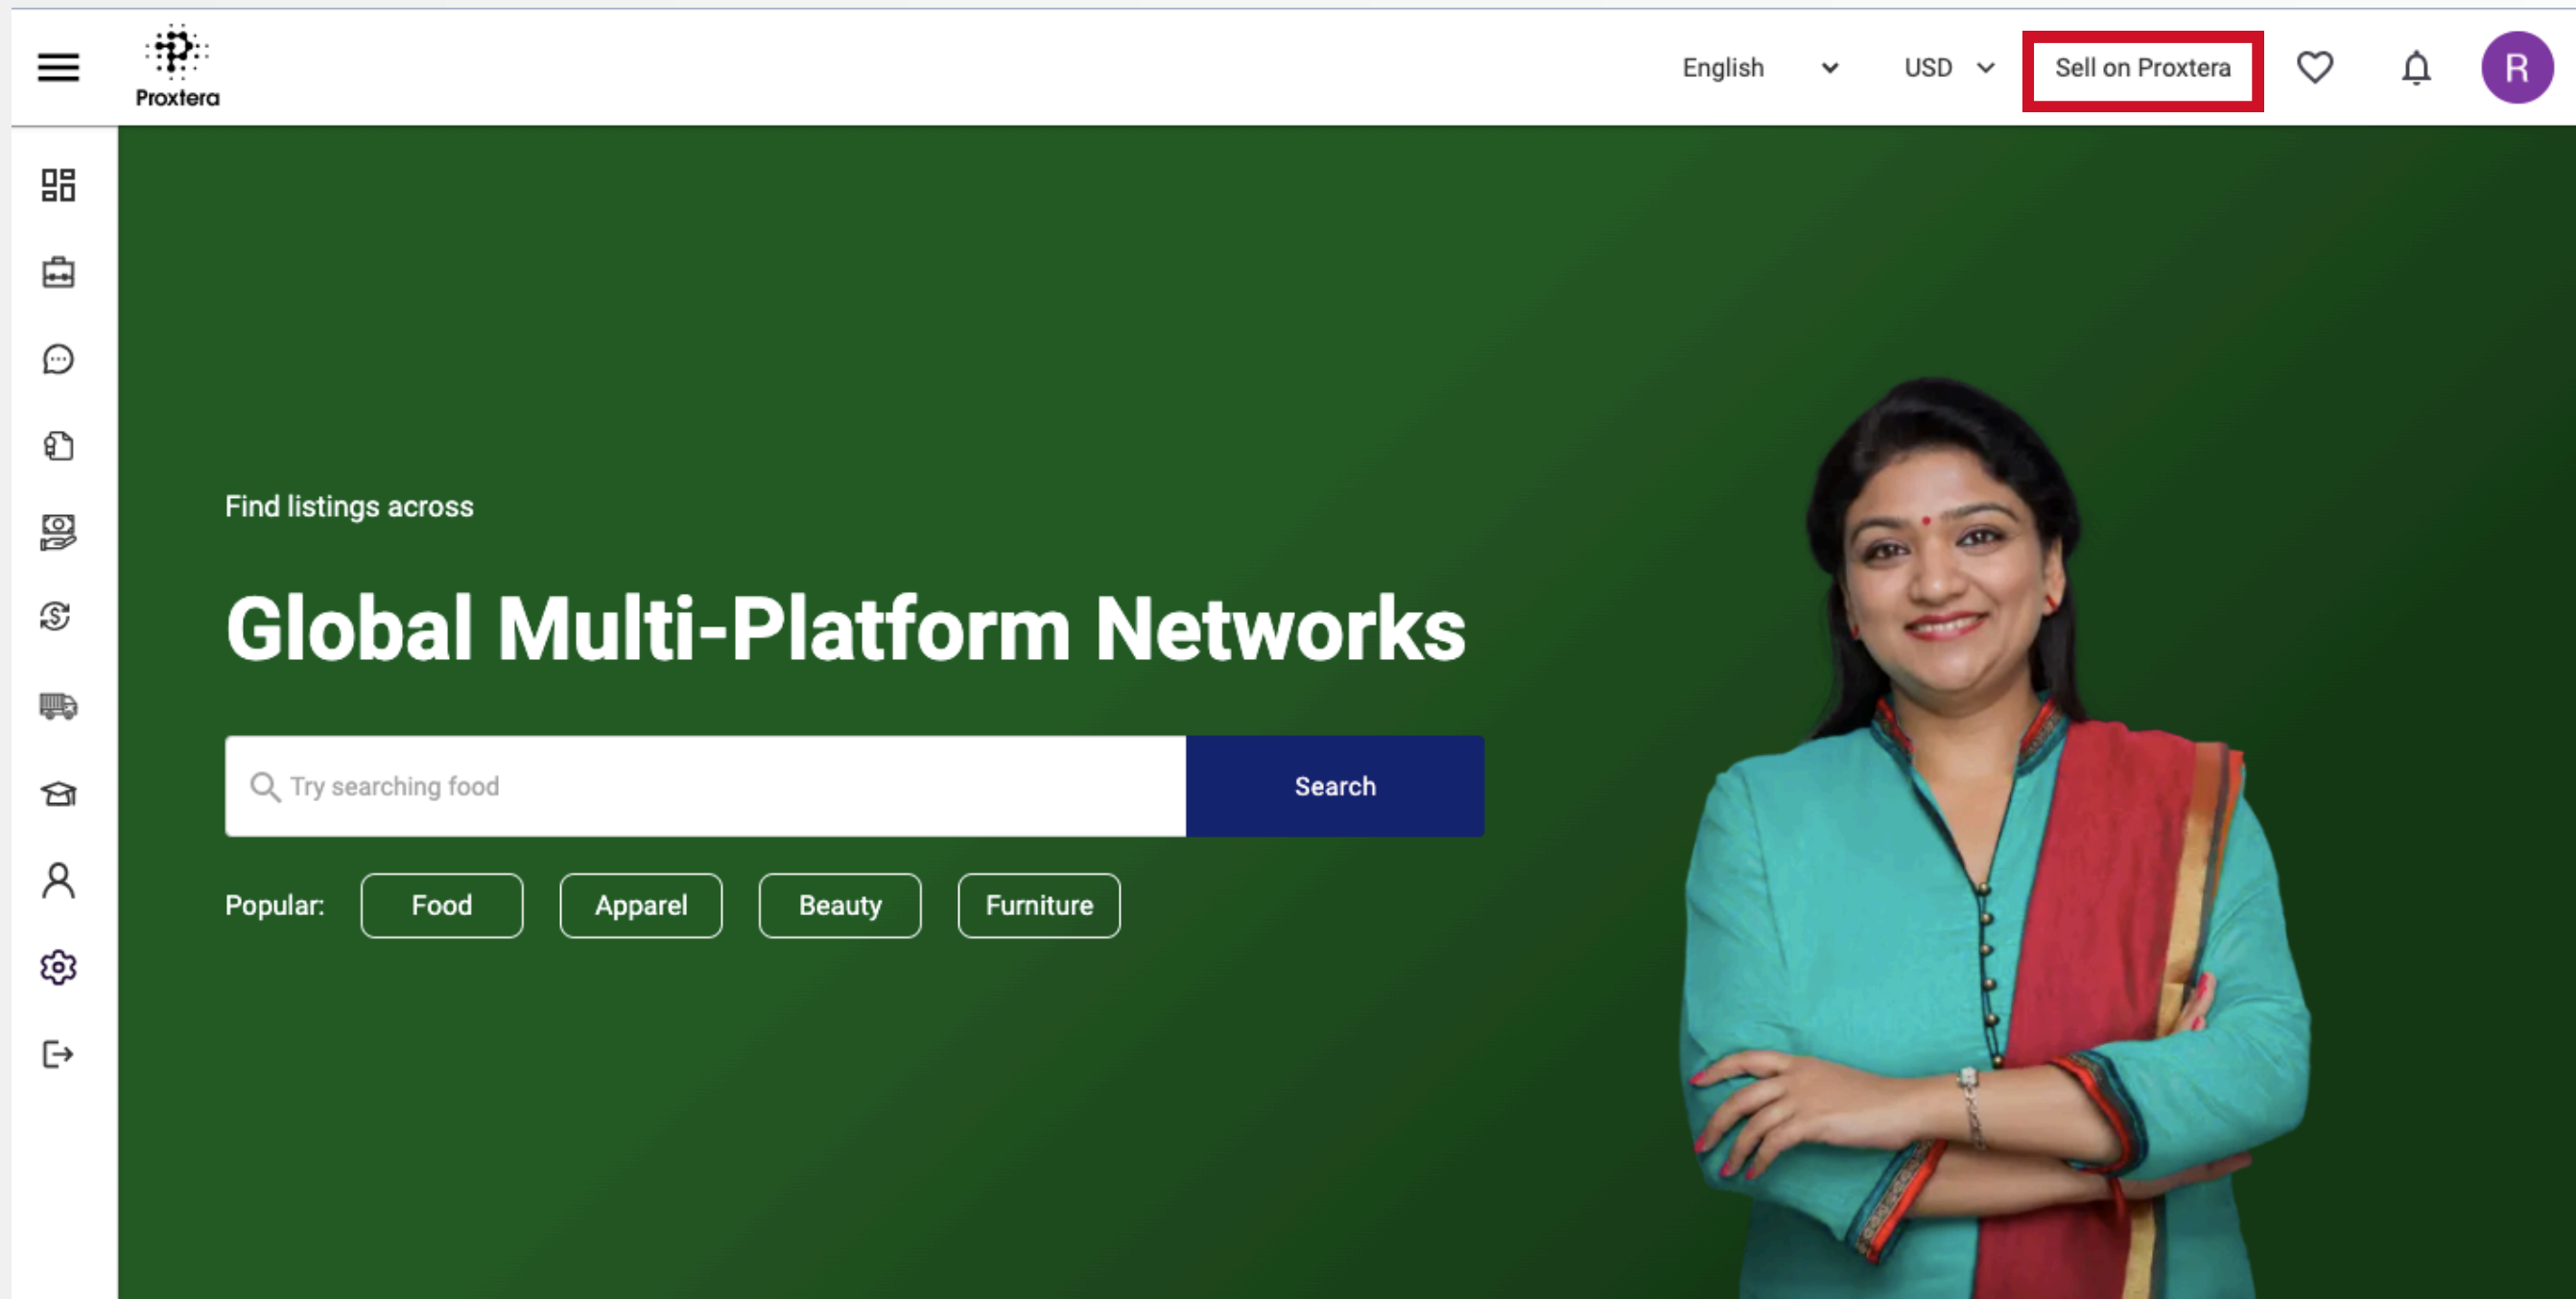 Proxtera
English
USD
Sell on Proxtera
R
Find listings across
Global Multi-Platform Networks
Try searching food
Search
Popular:
Food
Apparel
Beauty
Furniture